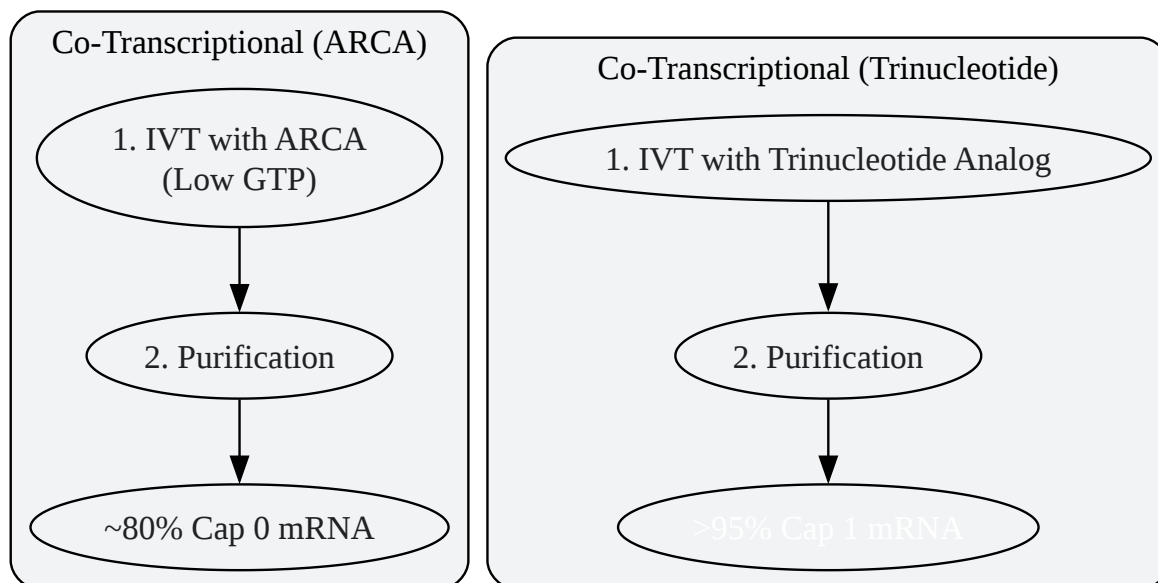 Co-Transcriptional (ARCA)
1. IVT with ARCA
(Low GTP)
2. Purification
~80% Cap 0 mRNA
Co-Transcriptional (Trinucleotide)
1. IVT with Trinucleotide Analog
2. Purification
>95% Cap 1 mRNA